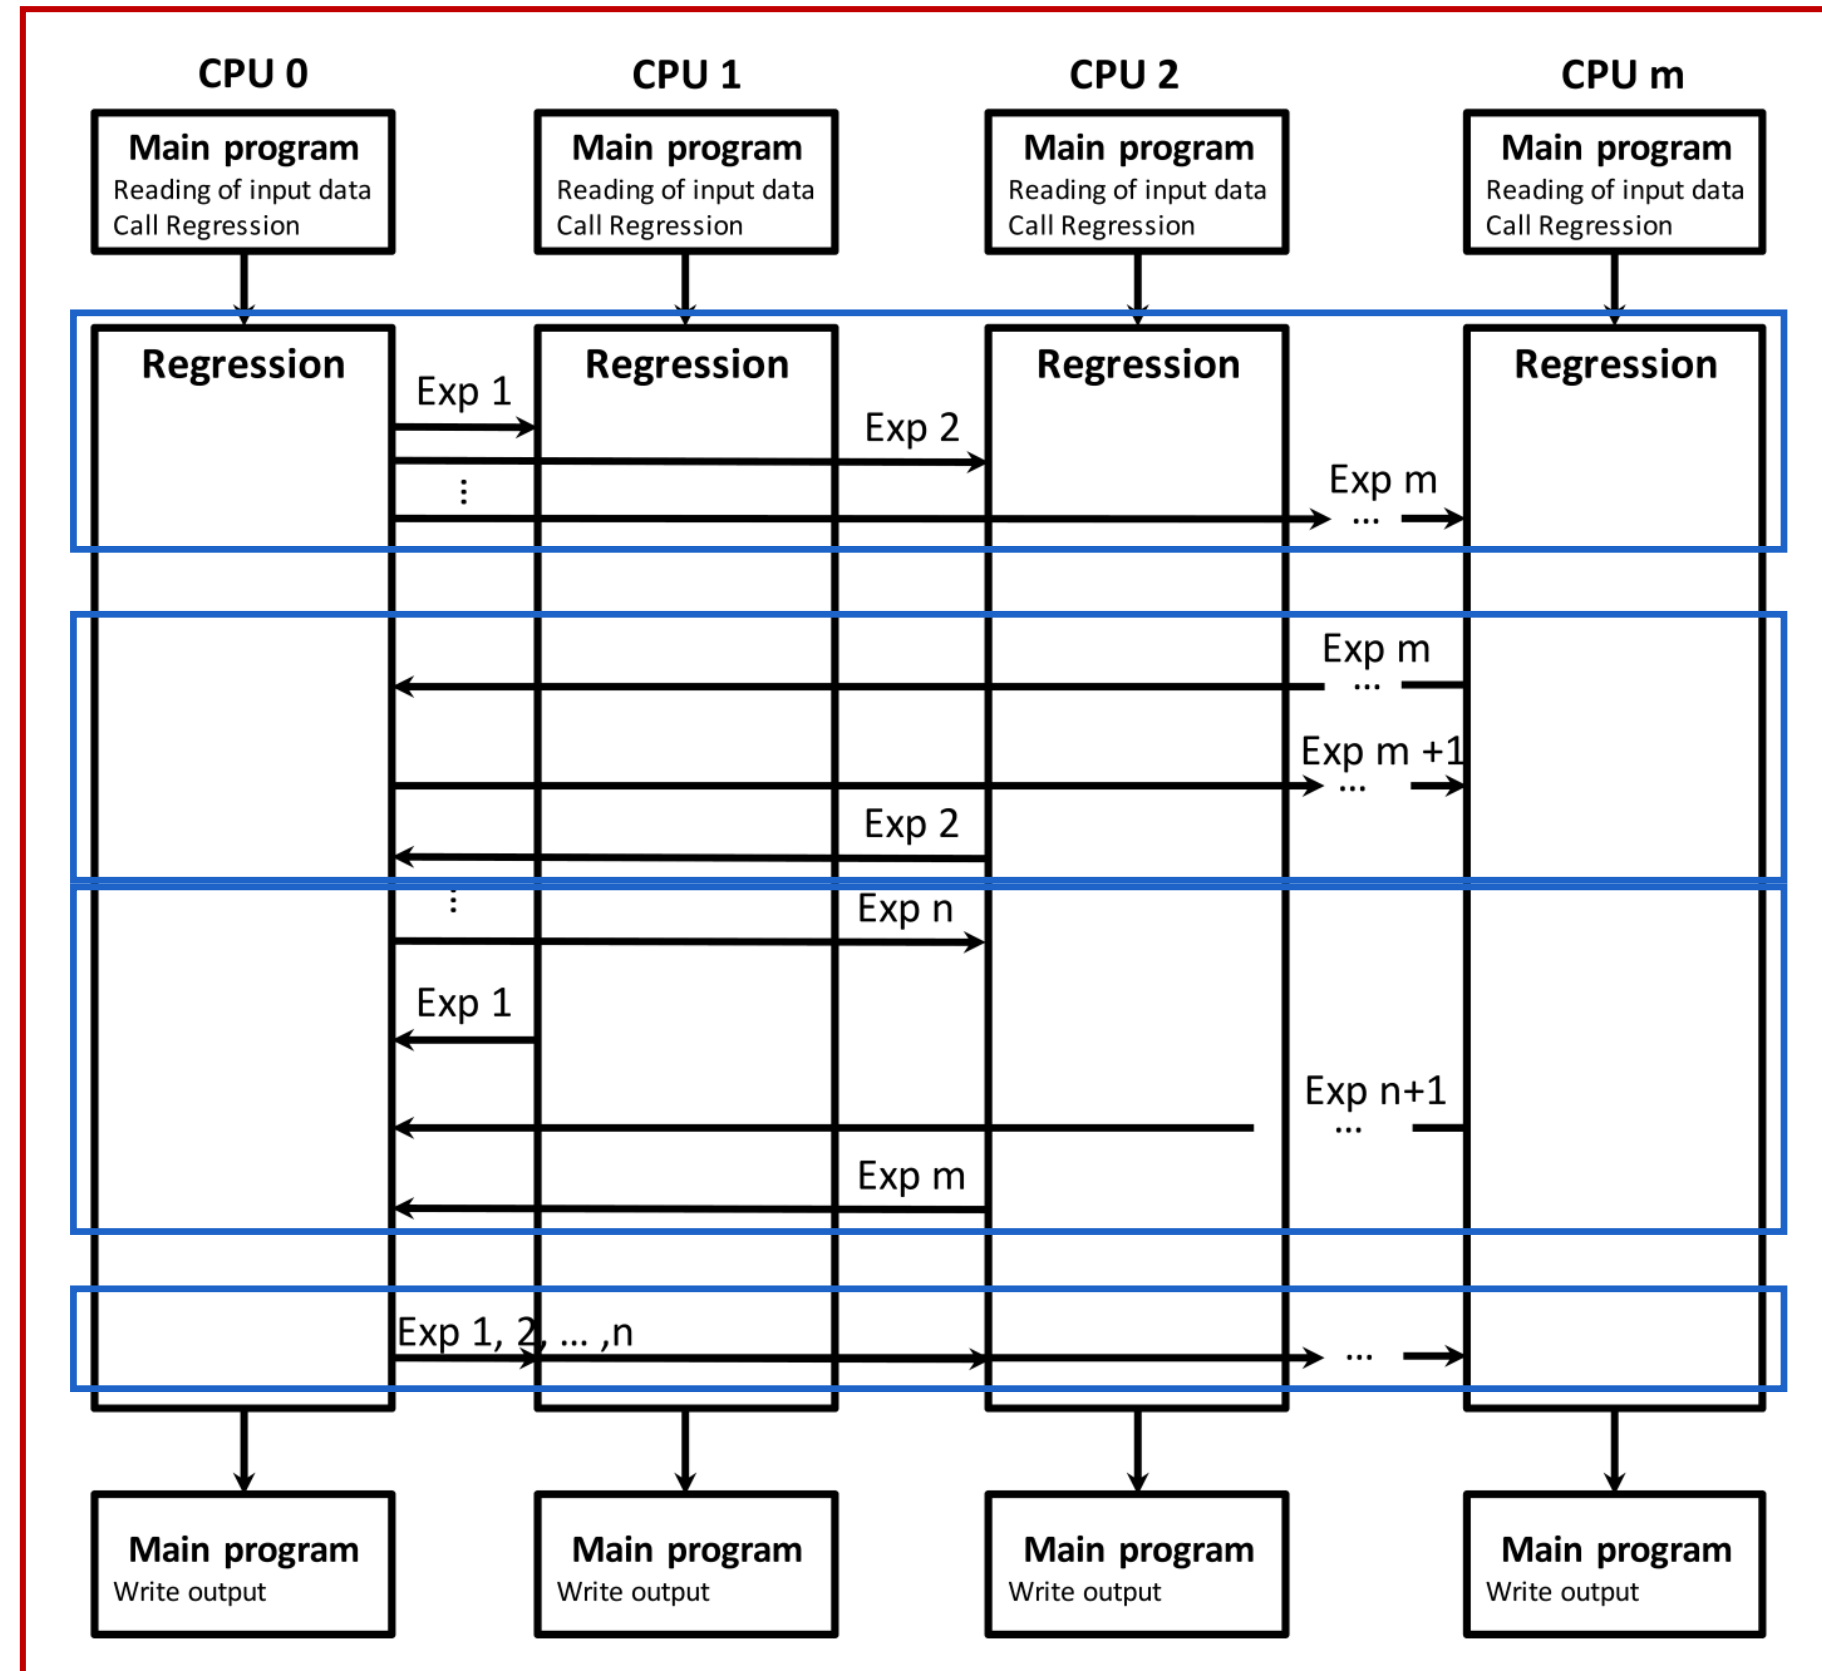 CPU 0
CPU 1
CPU 2
CPU m
Main program
Reading of input data
Call Regression
Main program
Reading of input data
Call Regression
Main program
Reading of input data
Call Regression
Main program
Reading of input data
Call Regression
Regression
Regression
Regression
Regression
Exp 1
Exp 2
⋮
Exp m
...
Exp m
...
Exp m +1
...
Exp 2
⋮
Exp n
Exp 1
Exp n+1
...
Exp m
Exp 1, 2, ... ,n
...
Main program
Write output
Main program
Write output
Main program
Write output
Main program
Write output